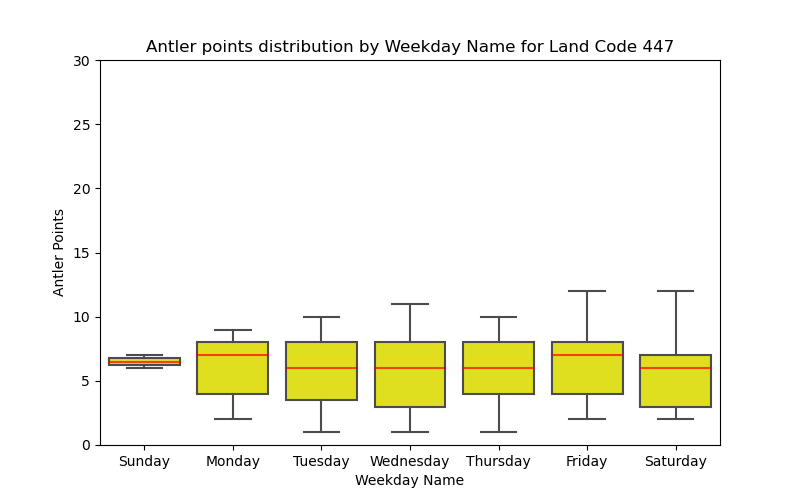 Antler points distribution by Weekday Name for Land Code 447
30
25
20
15
10
5
0
Antler Points
Sunday Monday Tuesday Wednesday Thursday Friday Saturday
Weekday Name